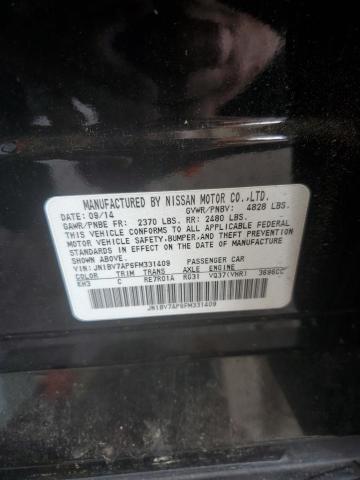 MANUFACTURED BY NISSAN MOTOR CO.,LTD.
DATE: 09/14 GVWR/PNBV: 4828 LBS.
GAWR/PNBE FR: 2370 LBS. RR: 2480 LBS.
THIS VEHICLE CONFORMS TO ALL APPLICABLE FEDERAL
MOTOR VEHICLE SAFETY, BUMPER, AND THEFT PREVENTION
STANDARDS IN EFFECT ON THE DATE OF MANUFACTURE
SHOWN ABOVE.
VIN: JN1BV7AP6FM331409 PASSENGER CAR
COLOR TRIM TRANS AXLE ENGINE
KH3 C RE7R01A RG31 VQ37(VHR) 3696CC
JN1BV7AP6FM331409